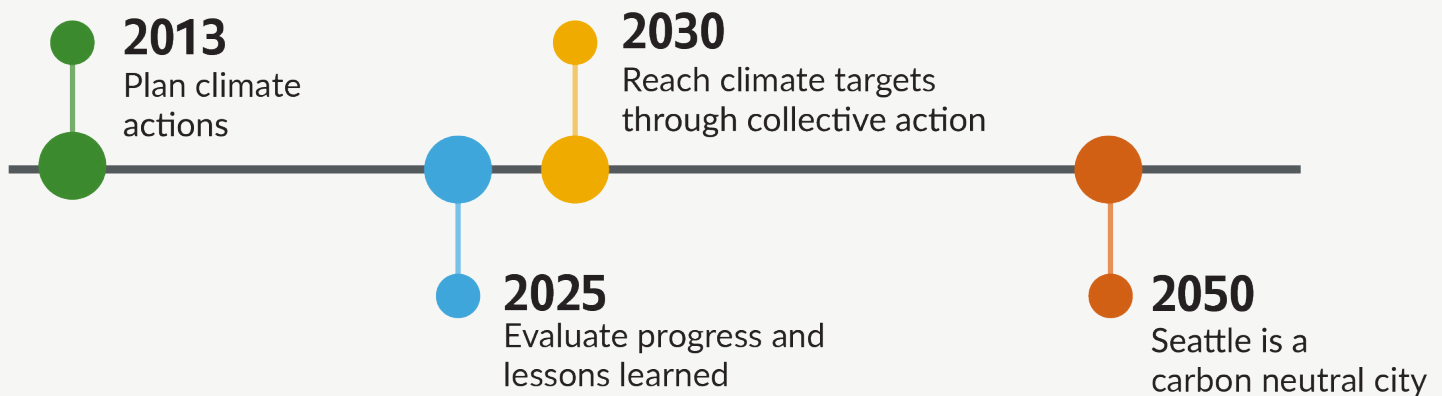 2013
Plan climate
actions
2030
Reach climate targets
through collective action
2025
Evaluate progress and
lessons learned
2050
Seattle is a
carbon neutral city